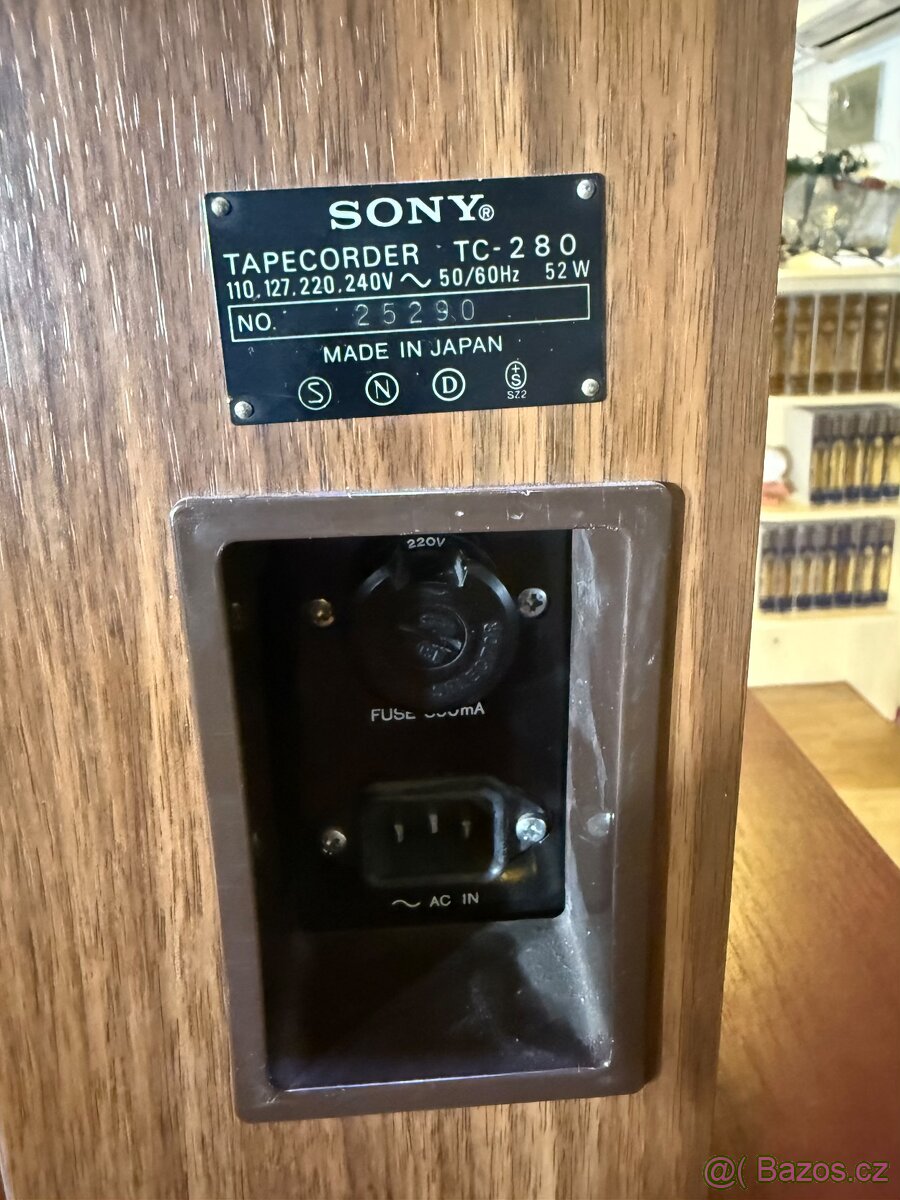 SONY®
TAPECORDER TC-280
110.127.220.240V ~ 50/60Hz 52W
NO. 25290
MADE IN JAPAN
S N D +S
SZ2
220V
FUSE
~ AC IN
@( Bazos.cz